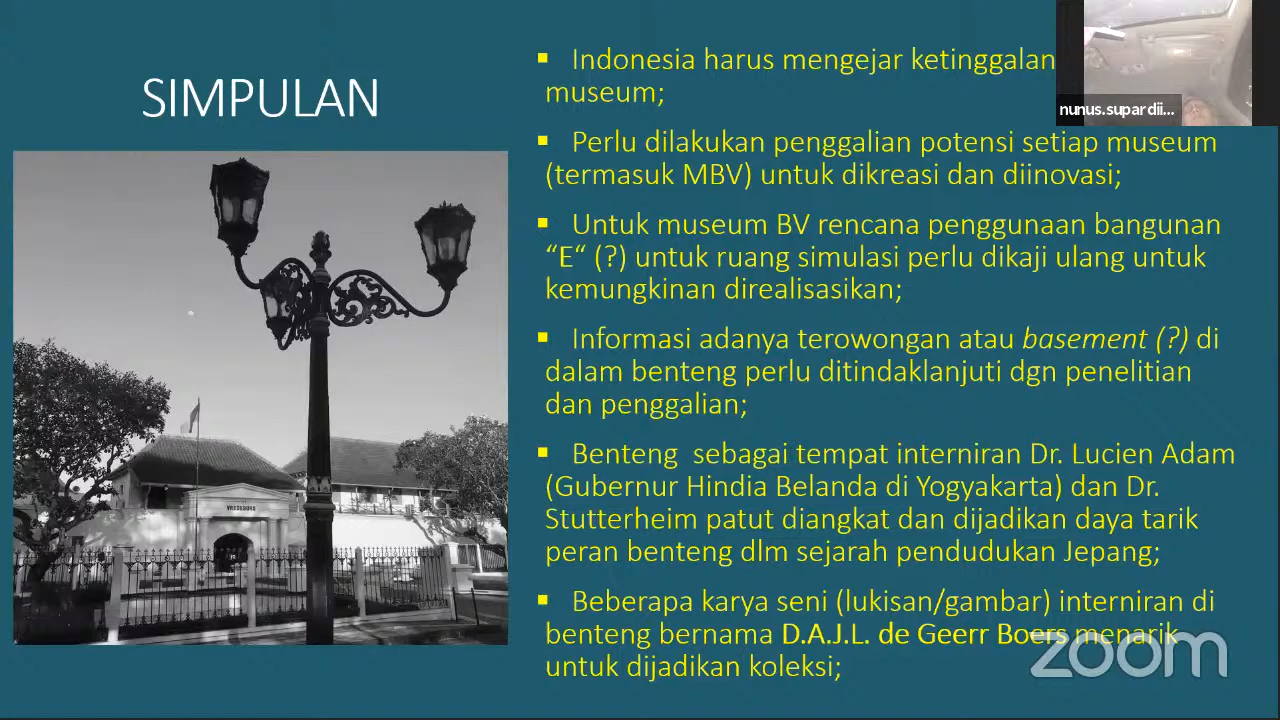 SIMPULAN
▪ Indonesia harus mengejar ketinggalan
museum;
▪ Perlu dilakukan penggalian potensi setiap museum
(termasuk MBV) untuk dikreasi dan diinovasi;
▪ Untuk museum BV rencana penggunaan bangunan
“E“ (?) untuk ruang simulasi perlu dikaji ulang untuk
kemungkinan direalisasikan;
▪ Informasi adanya terowongan atau basement (?) di
dalam benteng perlu ditindaklanjuti dgn penelitian
dan penggalian;
▪ Benteng sebagai tempat interniran Dr. Lucien Adam
(Gubernur Hindia Belanda di Yogyakarta) dan Dr.
Stutterheim patut diangkat dan dijadikan daya tarik
peran benteng dlm sejarah pendudukan Jepang;
▪ Beberapa karya seni (lukisan/gambar) interniran di
benteng bernama D.A.J.L. de Geerr Boers menarik
untuk dijadikan koleksi;
nunus.supardii...
VREDEBURG
zoom